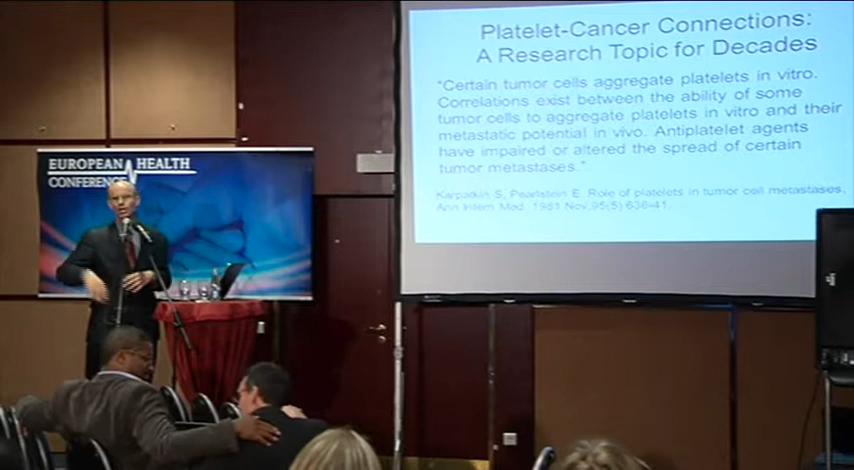 Platelet-Cancer Connections:
A Research Topic for Decades
"Certain tumor cells aggregate platelets in vitro.
Correlations exist between the ability of some
tumor cells to aggregate platelets in vitro and their
metastatic potential in vivo. Antiplatelet agents
have impaired or altered the spread of certain
tumor metastases."
Karpatkin S, Pearlstein E. Role of platelets in tumor cell metastases.
Ann Intern Med. 1981 Nov;95(5):636-41.
EUROPEAN HEALTH
CONFERENCE